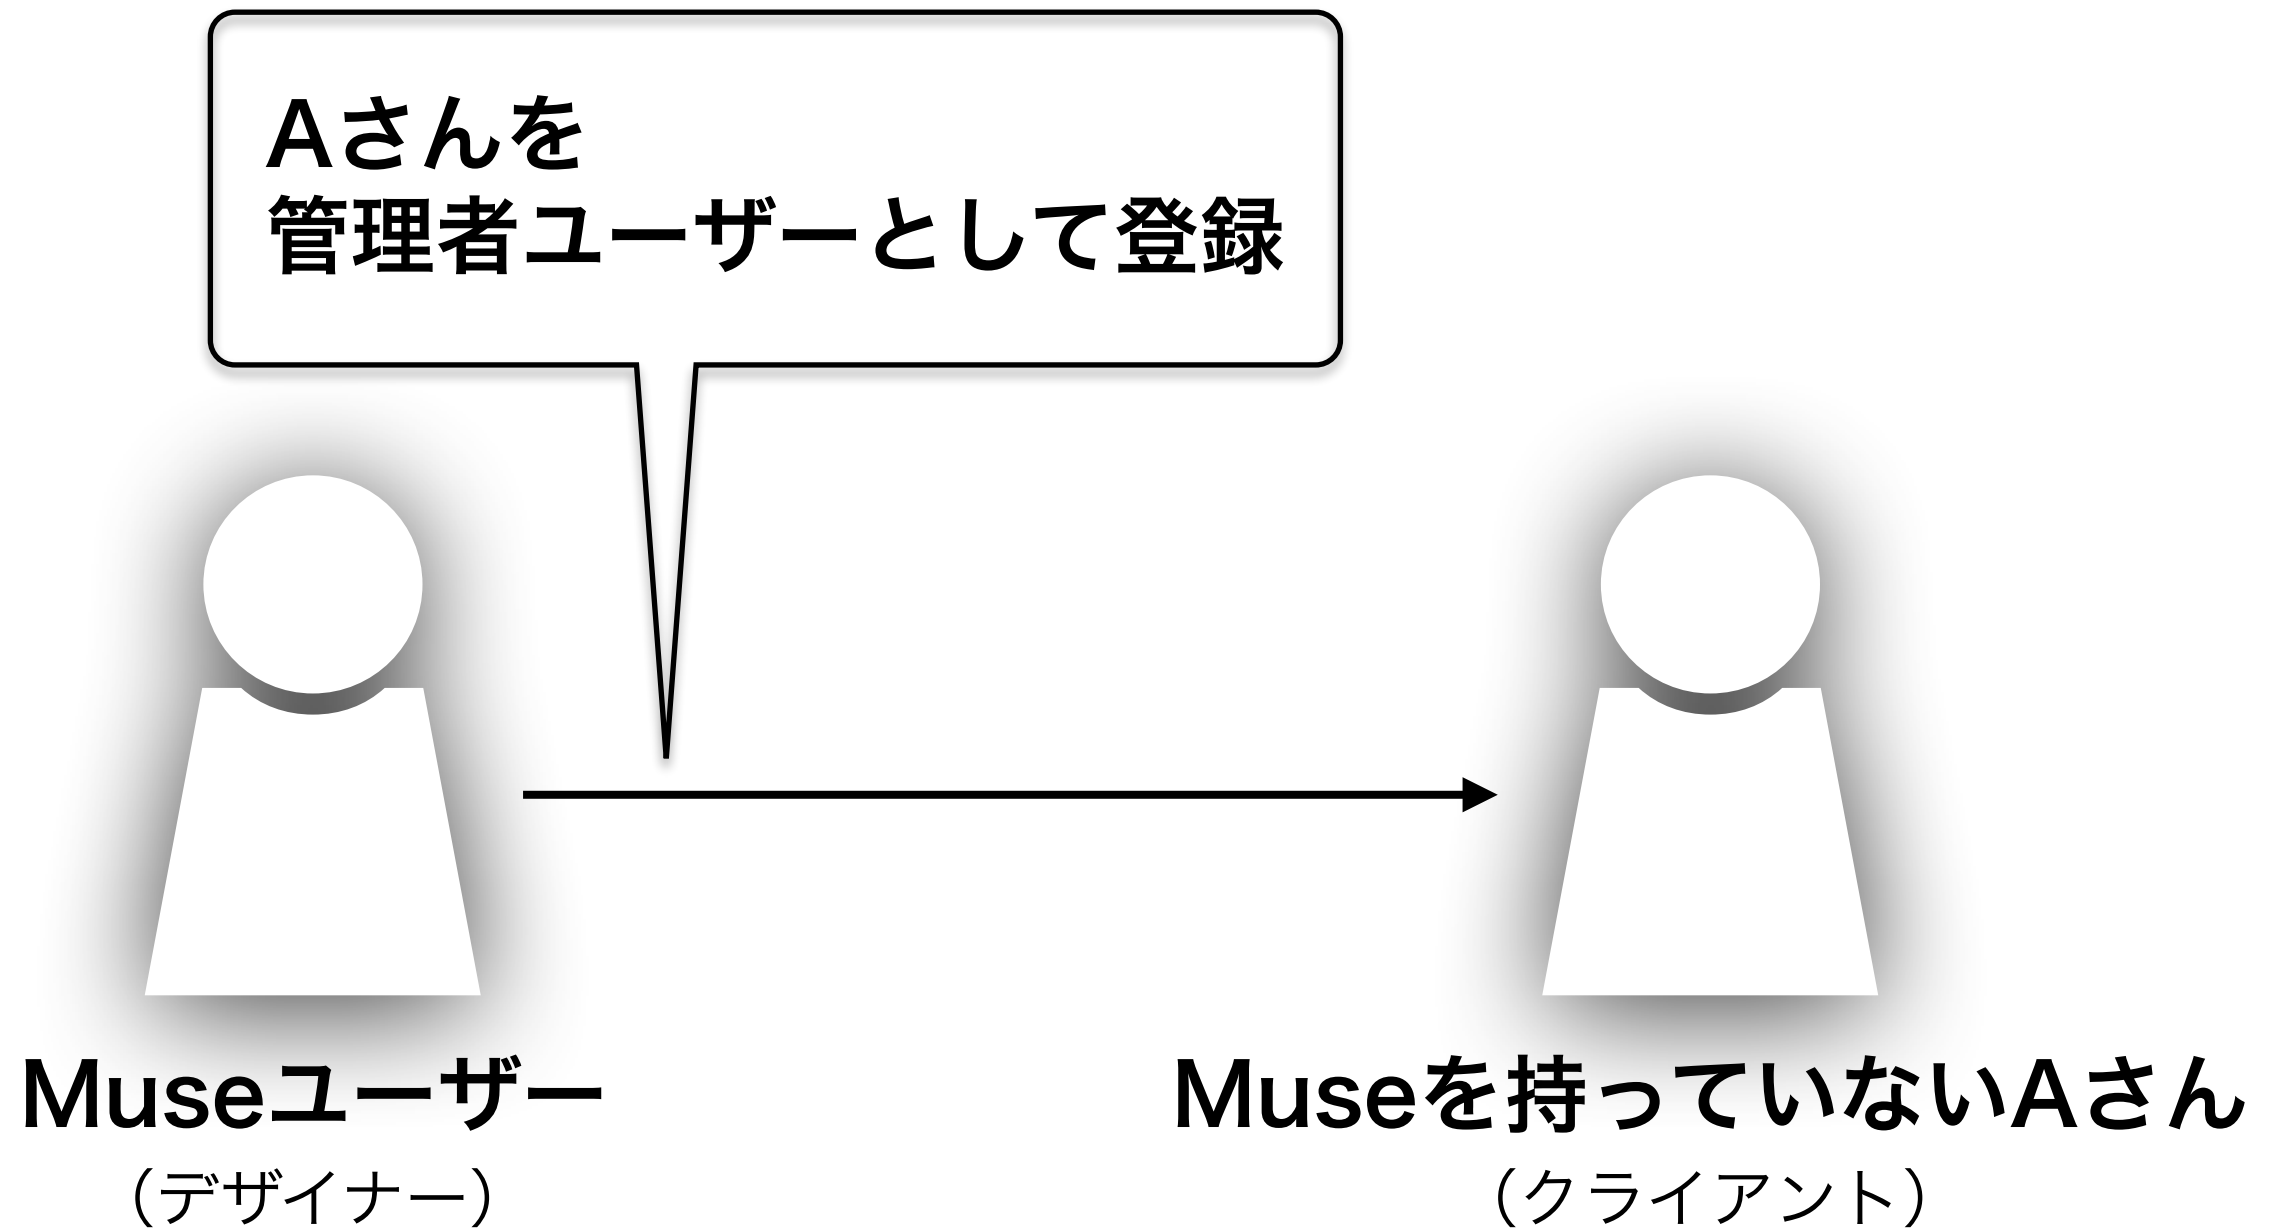 Aさんを
管理者ユーザーとして登録
Museユーザー
（デザイナー）
Museを持っていないAさん
（クライアント）